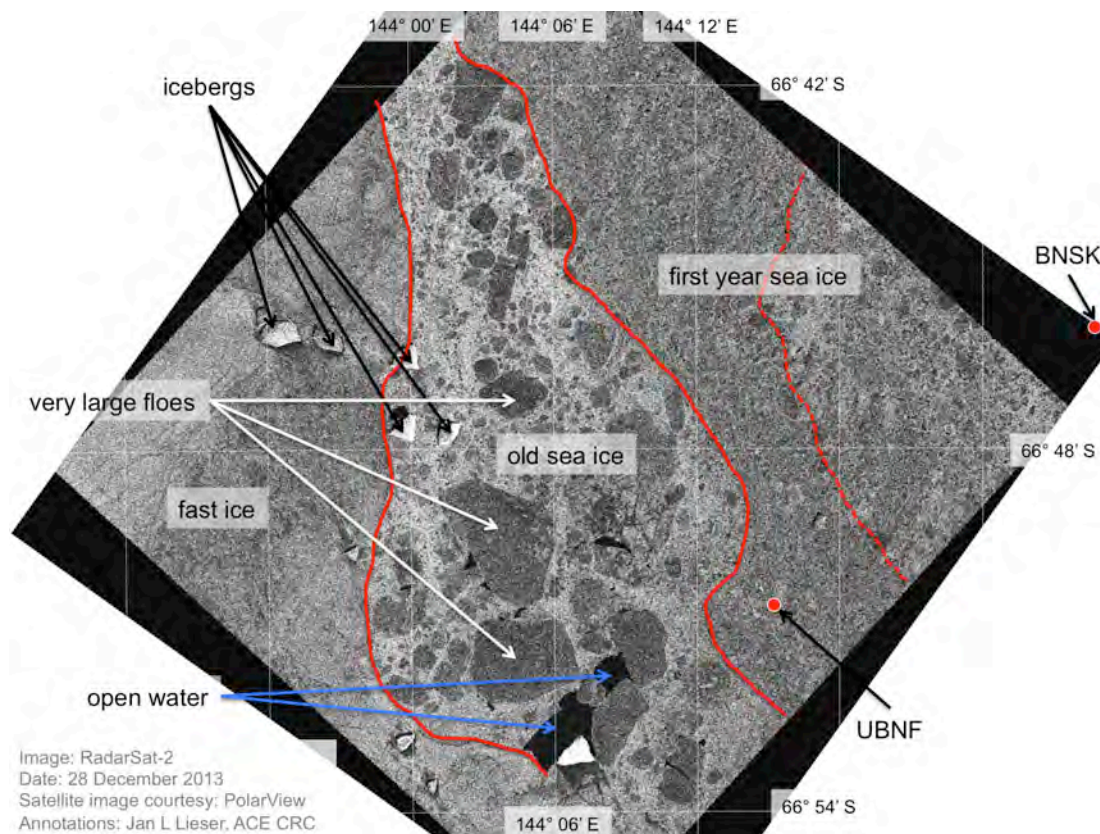 144° 00’ E
144° 06’ E
144° 12’ E
66° 42’ S
icebergs
BNSK
first year sea ice
very large floes
old sea ice
66° 48’ S
fast ice
open water
UBNF
Image: RadarSat-2
Date: 28 December 2013
Satellite image courtesy: PolarView
Annotations: Jan L Lieser, ACE CRC
66° 54’ S
144° 06’ E